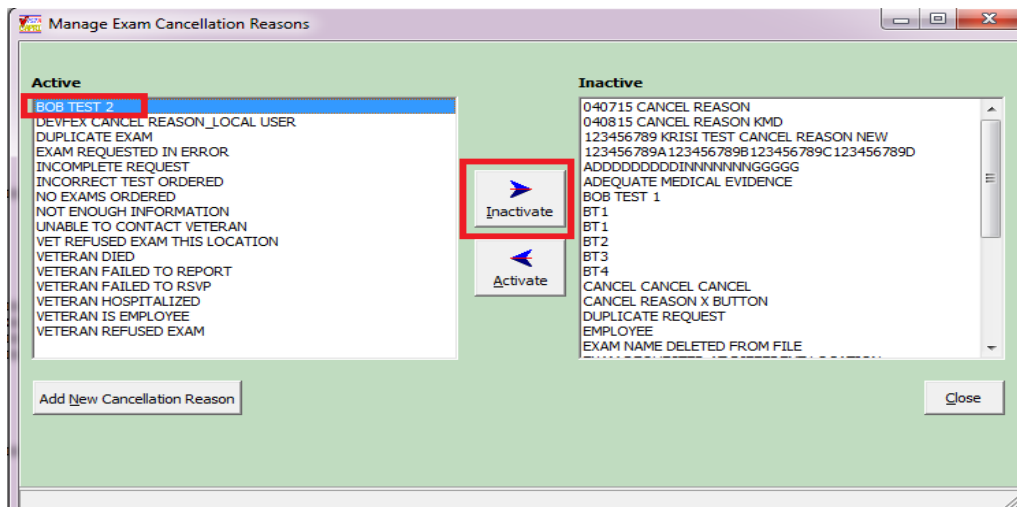 Manage Exam Cancellation Reasons
Active
BOB TEST 2
DEVFEX CANCEL REASON_LOCAL USER
DUPLICATE EXAM
EXAM REQUESTED IN ERROR
INCOMPLETE REQUEST
INCORRECT TEST ORDERED
NO EXAMS ORDERED
NOT ENOUGH INFORMATION
UNABLE TO CONTACT VETERAN
VET REFUSED EXAM THIS LOCATION
VETERAN DIED
VETERAN FAILED TO REPORT
VETERAN FAILED TO RSVP
VETERAN HOSPITALIZED
VETERAN IS EMPLOYEE
VETERAN REFUSED EXAM
Inactivate
Activate
Inactive
040715 CANCEL REASON
040815 CANCEL REASON KMD
123456789 KRISI TEST CANCEL REASON NEW
123456789A123456789B123456789C123456789D
ADDDDDDDDDINNNNNNNGGGGG
ADEQUATE MEDICAL EVIDENCE
BOB TEST 1
BT1
BT1
BT2
BT3
BT4
CANCEL CANCEL CANCEL
CANCEL REASON X BUTTON
DUPLICATE REQUEST
EMPLOYEE
EXAM NAME DELETED FROM FILE
Add New Cancellation Reason
Close